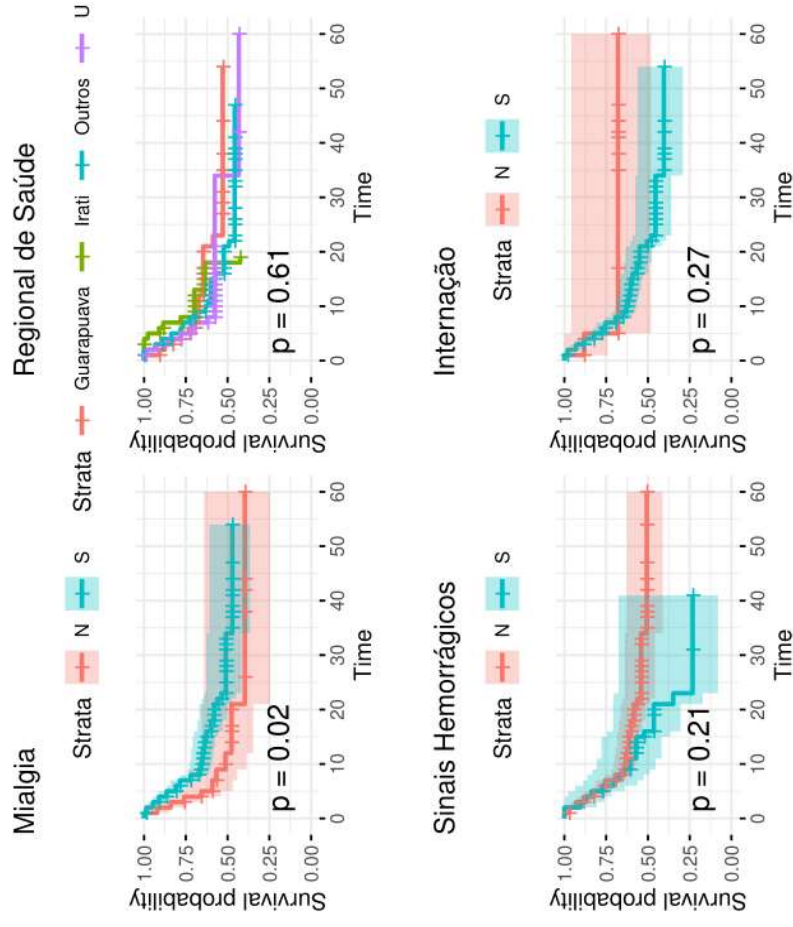 Mialgia
Strata N S
Survival probability
1.00
0.75
0.50
0.25
0.00
p = 0.02
0 10 20 30 40 50 60
Time
Regional de Saúde
Strata Guarapuava Irati Outros U
Survival probability
1.00
0.75
0.50
0.25
0.00
p = 0.61
0 10 20 30 40 50 60
Time
Sinais Hemorrágicos
Strata N S
Survival probability
1.00
0.75
0.50
0.25
0.00
p = 0.21
0 10 20 30 40 50 60
Time
Internação
Strata N S
Survival probability
1.00
0.75
0.50
0.25
0.00
p = 0.27
0 10 20 30 40 50 60
Time